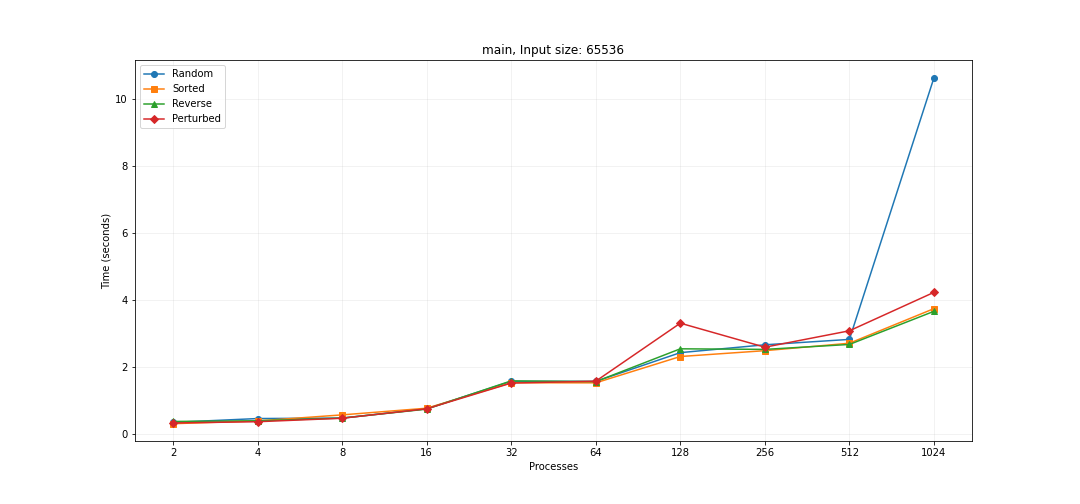 main, Input size: 65536
Random
Sorted
Reverse
Perturbed
10
8
6
4
2
0
Time (seconds)
2 4 8 16 32 64 128 256 512 1024
Processes